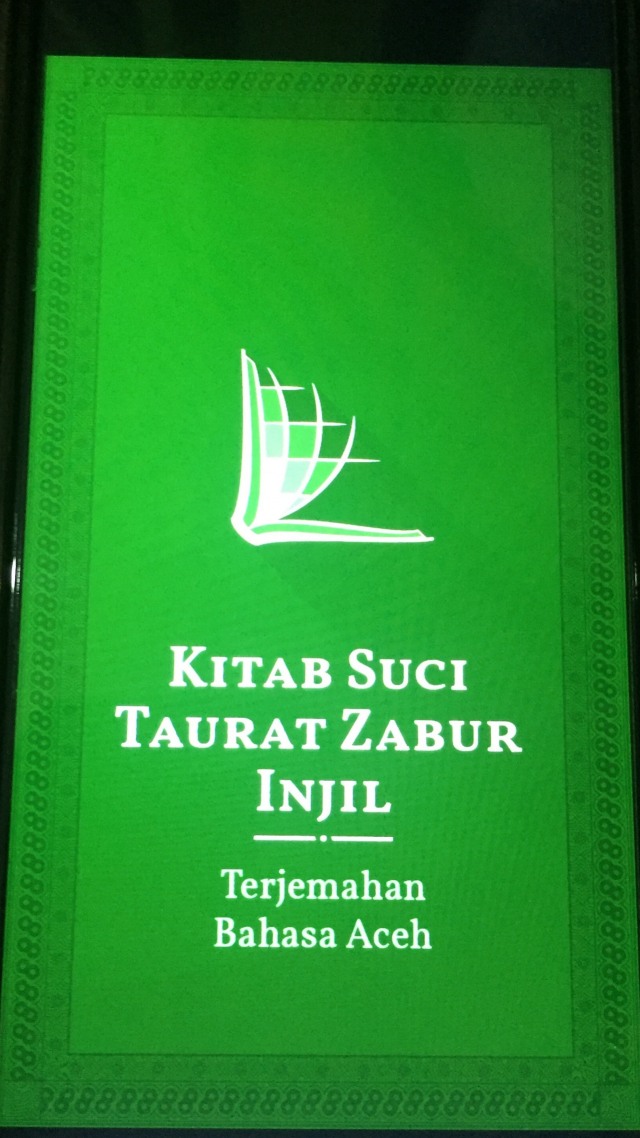 Kitab Suci
Taurat Zabur
Injil
Terjemahan
Bahasa Aceh